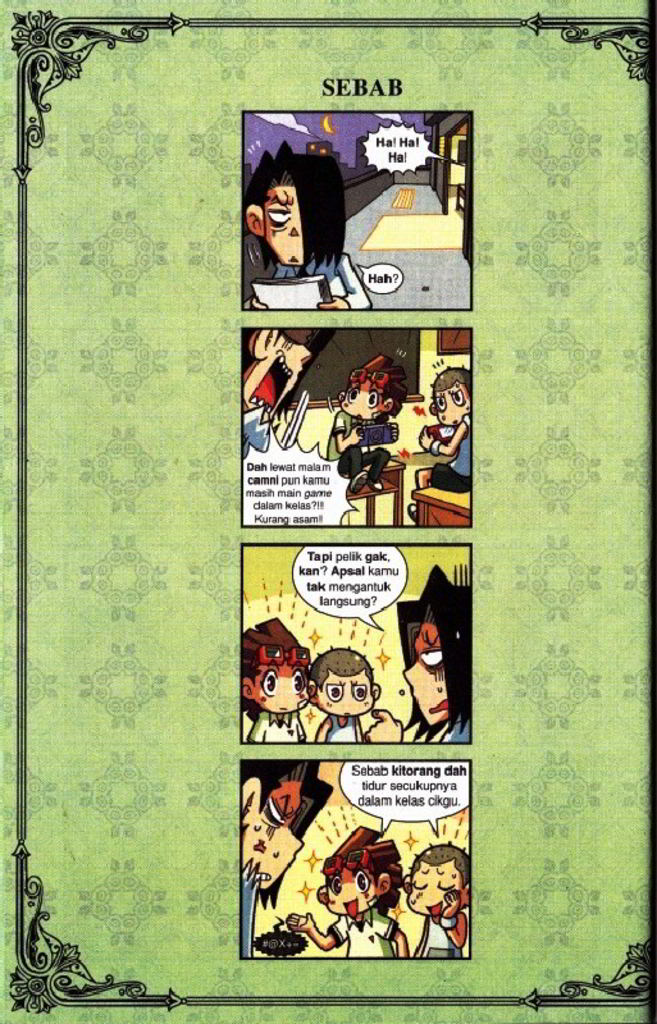 SEBAB
Ha! Ha!
Ha!
Hah?
Dah lewat malam
camni pun kamu
masih main game
dalam kelas?!!!
Kurang asam!!
Tapi pelik gak,
kan? Apsal kamu
tak mengantuk
langsung?
Sebab kitorang dah
tidur secukupnya
dalam kelas cikgu.
#@X+=